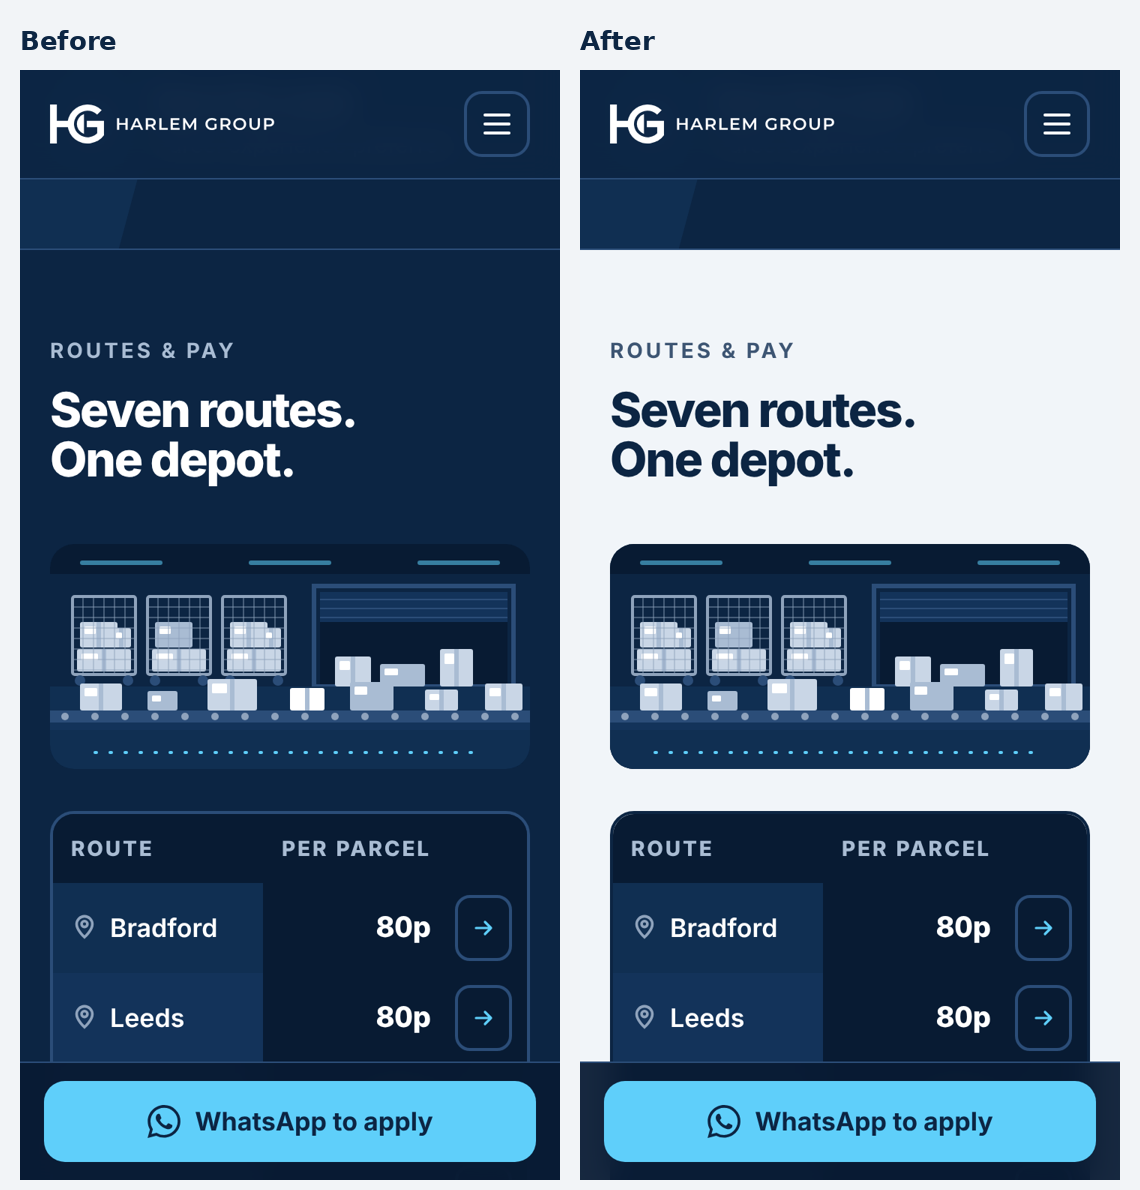 Before
HG HARLEM GROUP
ROUTES & PAY
Seven routes.
One depot.
ROUTE PER PARCEL
Bradford 80p
Leeds 80p
WhatsApp to apply
After
HG HARLEM GROUP
ROUTES & PAY
Seven routes.
One depot.
ROUTE PER PARCEL
Bradford 80p
Leeds 80p
WhatsApp to apply